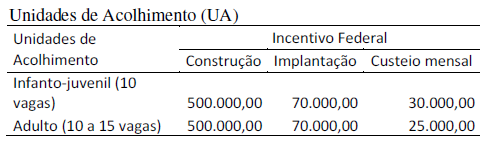 Unidades de Acolhimento (UA)
Unidades de Acolhimento Incentivo Federal
Construção Implantação Custeio mensal
Infanto-juvenil (10 vagas) 500.000,00 70.000,00 30.000,00
Adulto (10 a 15 vagas) 500.000,00 70.000,00 25.000,00